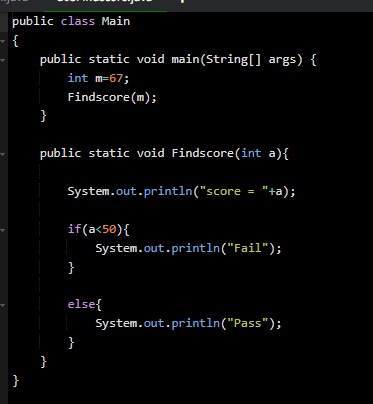 public class Main
{
    public static void main(String[] args) {
        int m=67;
        Findscore(m);
    }

    public static void Findscore(int a){

        System.out.println("score = "+a);

        if(a<50){
            System.out.println("Fail");
        }

        else{
            System.out.println("Pass");
        }
    }
}